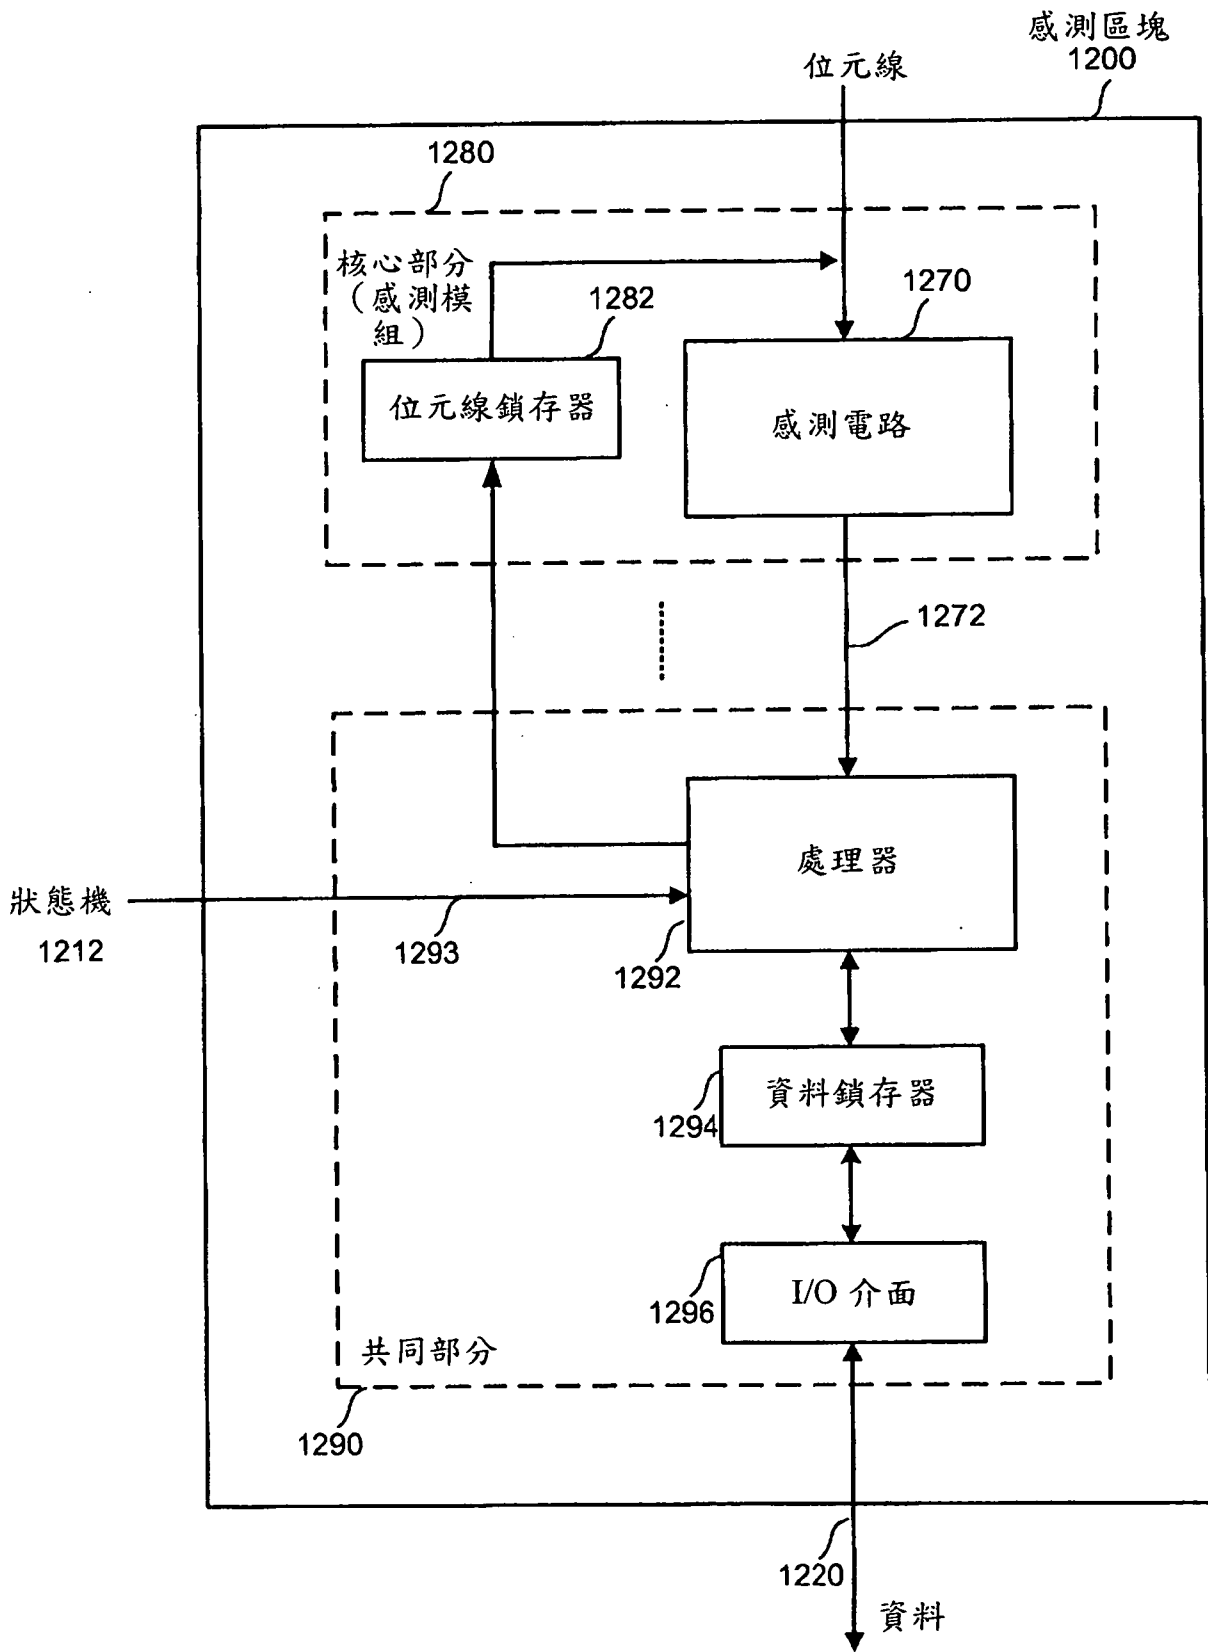 感測區塊
1200
位元線
1280
核心部分
（感測模
組）
1282
1270
位元線鎖存器
感測電路
1272
處理器
狀態機
1212
1293
1292
資料鎖存器
1294
I/O 介面
1296
共同部分
1290
1220
資料